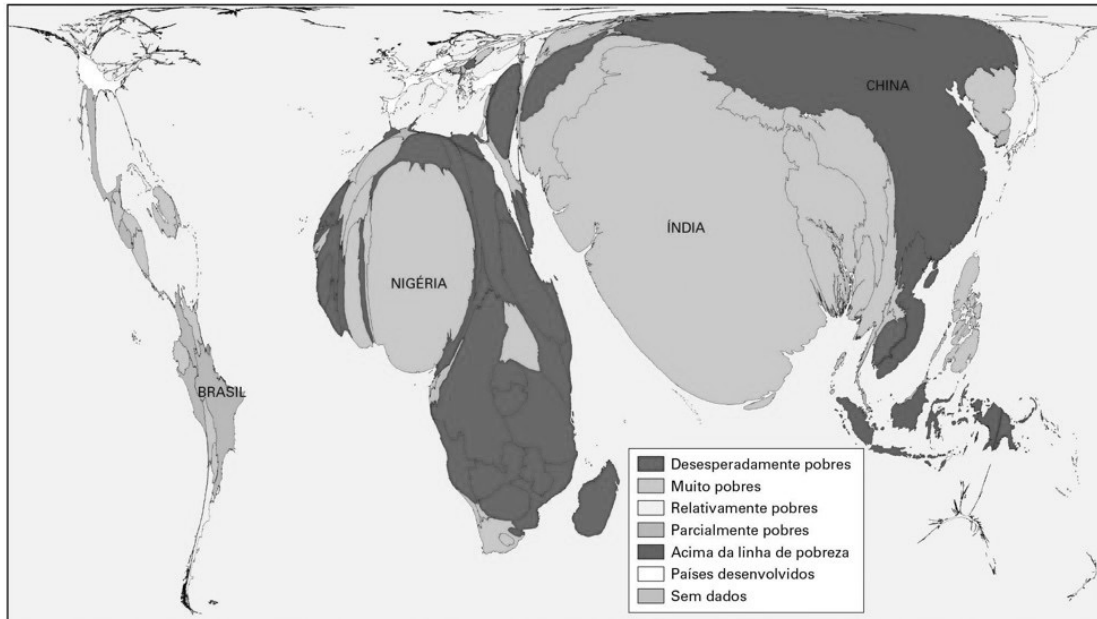 CHINA
ÍNDIA
NIGÉRIA
BRASIL
Desesperadamente pobres
Muito pobres
Relativamente pobres
Parcialmente pobres
Acima da linha de pobreza
Países desenvolvidos
Sem dados